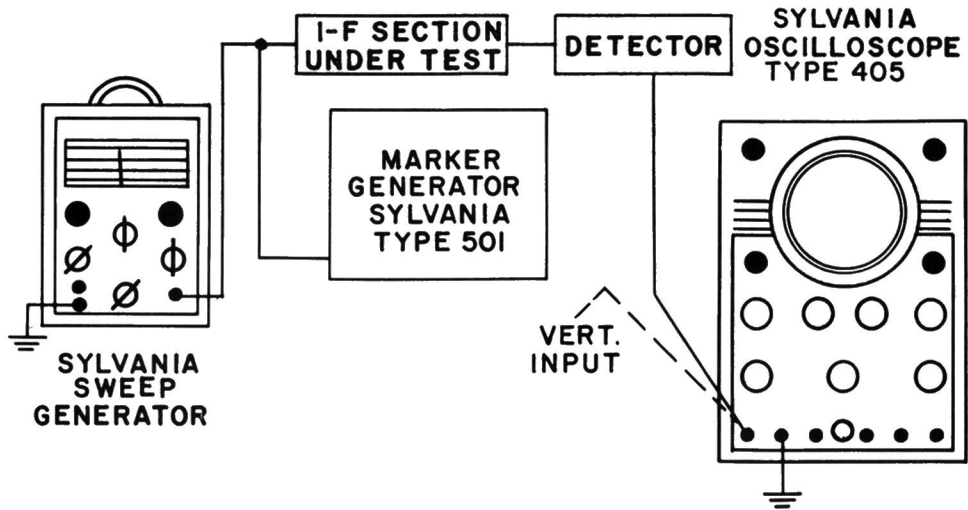 I-F SECTION
UNDER TEST
DETECTOR
SYLVANIA
OSCILLOSCOPE
TYPE 405
MARKER
GENERATOR
SYLVANIA
TYPE 501
VERT.
INPUT
SYLVANIA
SWEEP
GENERATOR